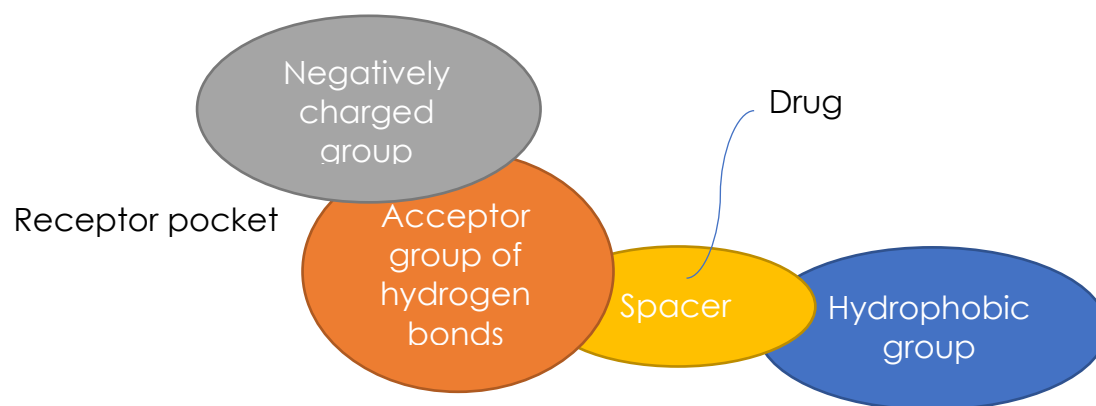 Negatively
charged
group
Drug
Receptor pocket
Acceptor
group of
hydrogen
bonds
Spacer
Hydrophobic
group